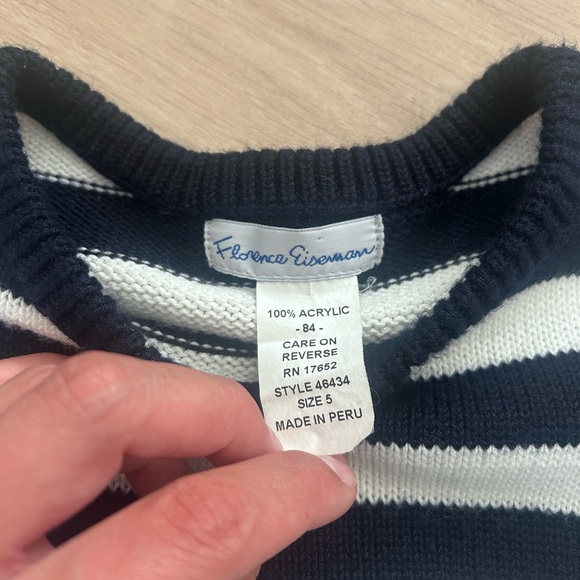 Florence Eiseman
100% ACRYLIC
- 84 -
CARE ON
REVERSE
RN 17652
STYLE 46434
SIZE 5
MADE IN PERU